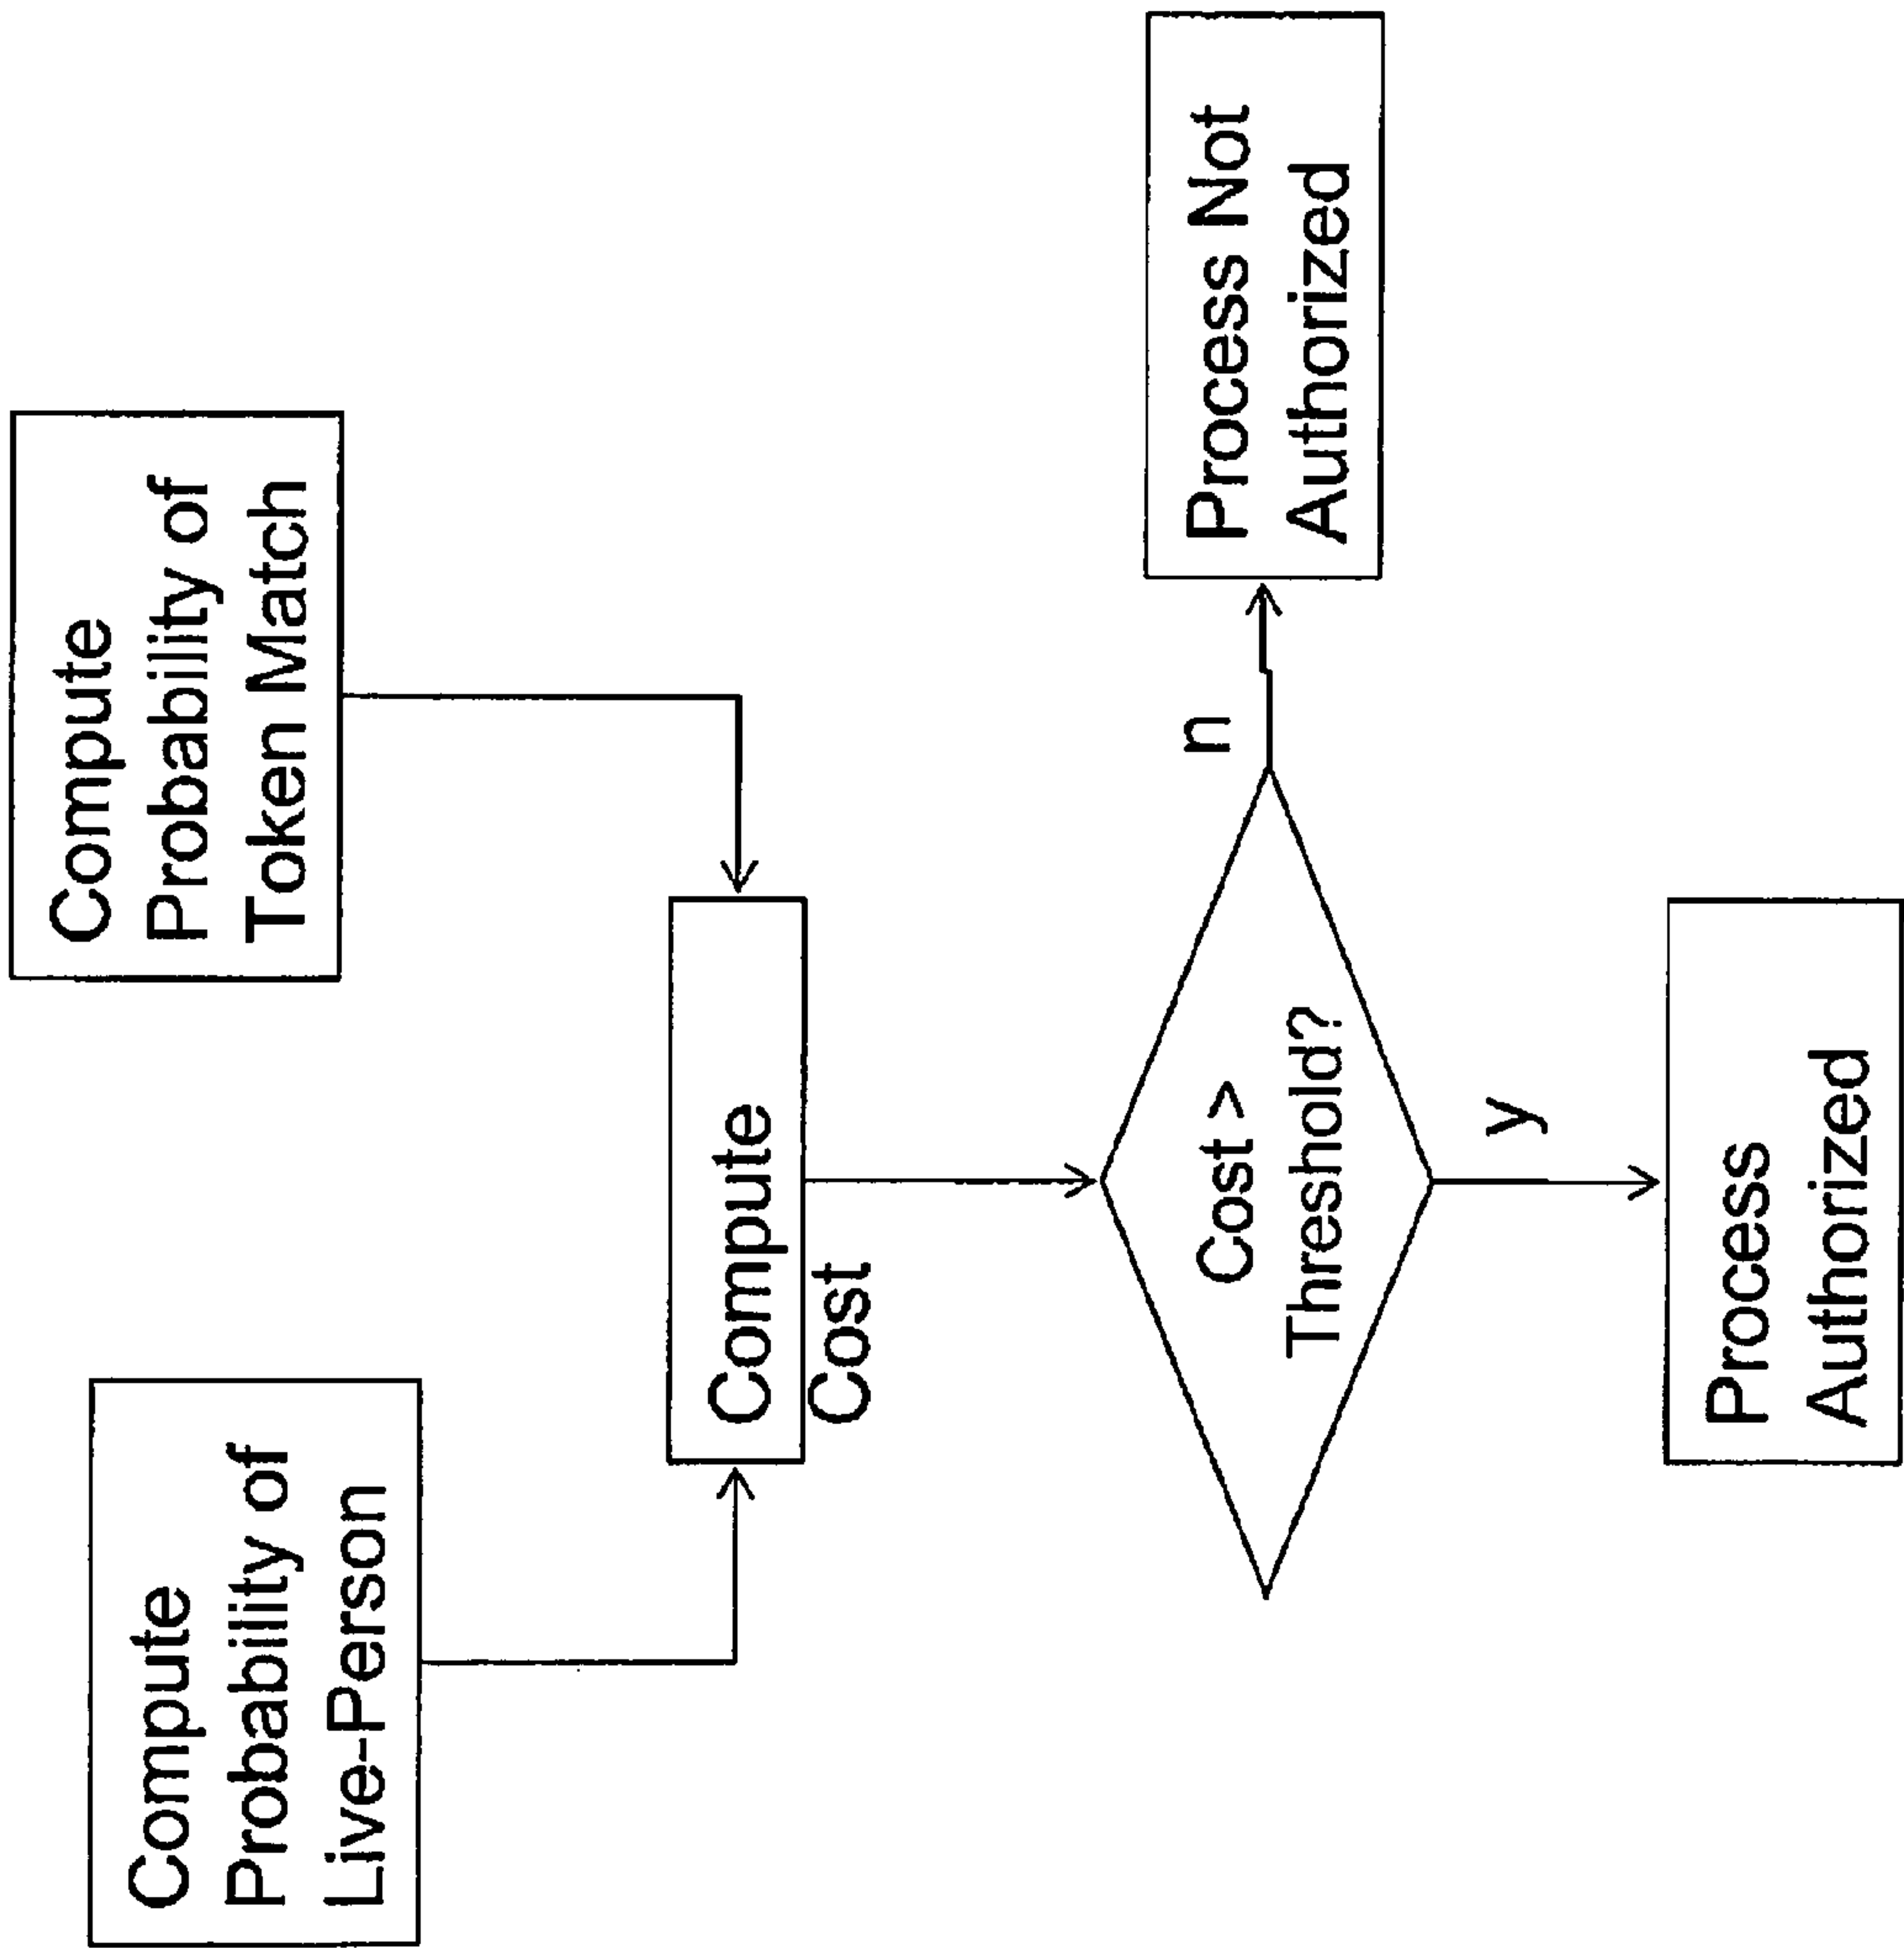 Compute
Probability of
Live-Person
Compute
Probability of
Token Match
Compute
Cost
Cost >
Threshold?
n
Process Not
Authorized
y
Process
Authorized